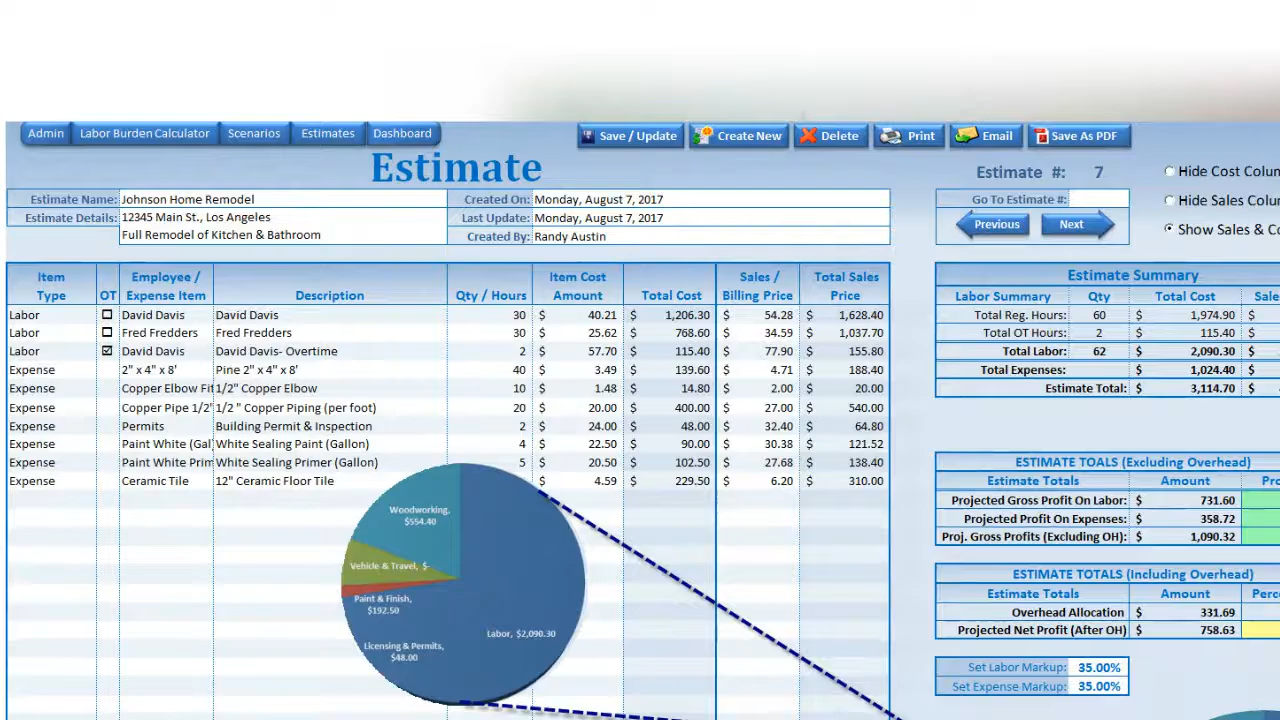 Admin Labor Burden Calculator Scenarios Estimates Dashboard Save / Update Create New Delete Print Email Save As PDF
Estimate
Estimate #: 7
Hide Cost Colum
Estimate Name: Johnson Home Remodel Created On: Monday, August 7, 2017
Go To Estimate #:
Hide Sales Colum
Estimate Details: 12345 Main St., Los Angeles Last Update: Monday, August 7, 2017
Previous Next
Show Sales & Co
Full Remodel of Kitchen & Bathroom Created By: Randy Austin
Item Type OT Employee / Expense Item Description Qty / Hours Item Cost Amount Total Cost Sales / Billing Price Total Sales Price
Labor David Davis David Davis 30 $ 40.21 $ 1,206.30 $ 54.28 $ 1,628.40
Labor Fred Fredders Fred Fredders 30 $ 25.62 $ 768.60 $ 34.59 $ 1,037.70
Labor David Davis David Davis- Overtime 2 $ 57.70 $ 115.40 $ 77.90 $ 155.80
Expense 2" x 4" x 8' Pine 2" x 4" x 8' 40 $ 3.49 $ 139.60 $ 4.71 $ 188.40
Expense Copper Elbow Fit 1/2" Copper Elbow 10 $ 1.48 $ 14.80 $ 2.00 $ 20.00
Expense Copper Pipe 1/2" 1/2 " Copper Piping (per foot) 20 $ 20.00 $ 400.00 $ 27.00 $ 540.00
Expense Permits Building Permit & Inspection 2 $ 24.00 $ 48.00 $ 32.40 $ 64.80
Expense Paint White (Gal White Sealing Paint (Gallon) 4 $ 22.50 $ 90.00 $ 30.38 $ 121.52
Expense Paint White Prim White Sealing Primer (Gallon) 5 $ 20.50 $ 102.50 $ 27.68 $ 138.40
Expense Ceramic Tile 12" Ceramic Floor Tile $ 4.59 $ 229.50 $ 6.20 $ 310.00
Woodworking,
$554.40
Vehicle & Travel, $-
Paint & Finish,
$192.50
Labor, $2,090.30
Licensing & Permits,
$48.00
Estimate Summary
Labor Summary Qty Total Cost Sale
Total Reg. Hours: 60 $ 1,974.90 $
Total OT Hours: 2 $ 115.40 $
Total Labor: 62 $ 2,090.30 $
Total Expenses: $ 1,024.40 $
Estimate Total: $ 3,114.70 $
ESTIMATE TOALS (Excluding Overhead)
Estimate Totals Amount Pro
Projected Gross Profit On Labor: $ 731.60
Projected Profit On Expenses: $ 358.72
Proj. Gross Profits (Excluding OH): $ 1,090.32
ESTIMATE TOTALS (Including Overhead)
Estimate Totals Amount Perc
Overhead Allocation $ 331.69
Projected Net Profit (After OH) $ 758.63
Set Labor Markup: 35.00%
Set Expense Markup: 35.00%